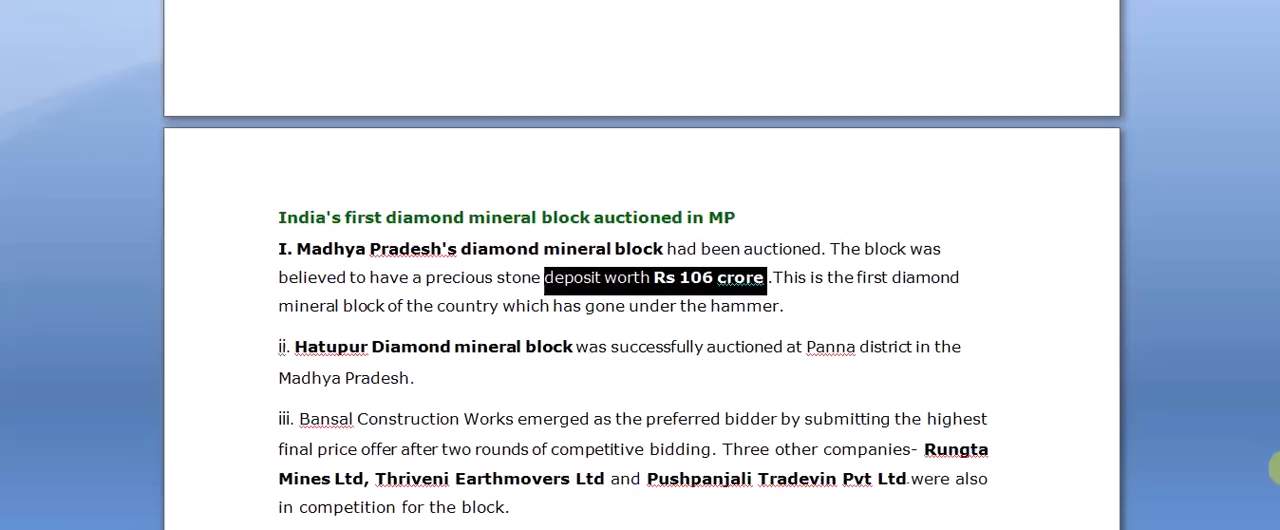 India's first diamond mineral block auctioned in MP
I. Madhya Pradesh's diamond mineral block had been auctioned. The block was
believed to have a precious stone deposit worth Rs 106 crore .This is the first diamond
mineral block of the country which has gone under the hammer.
ii. Hatupur Diamond mineral block was successfully auctioned at Panna district in the
Madhya Pradesh.
iii. Bansal Construction Works emerged as the preferred bidder by submitting the highest
final price offer after two rounds of competitive bidding. Three other companies- Rungta
Mines Ltd, Thriveni Earthmovers Ltd and Pushpanjali Tradevin Pvt Ltd were also
in competition for the block.